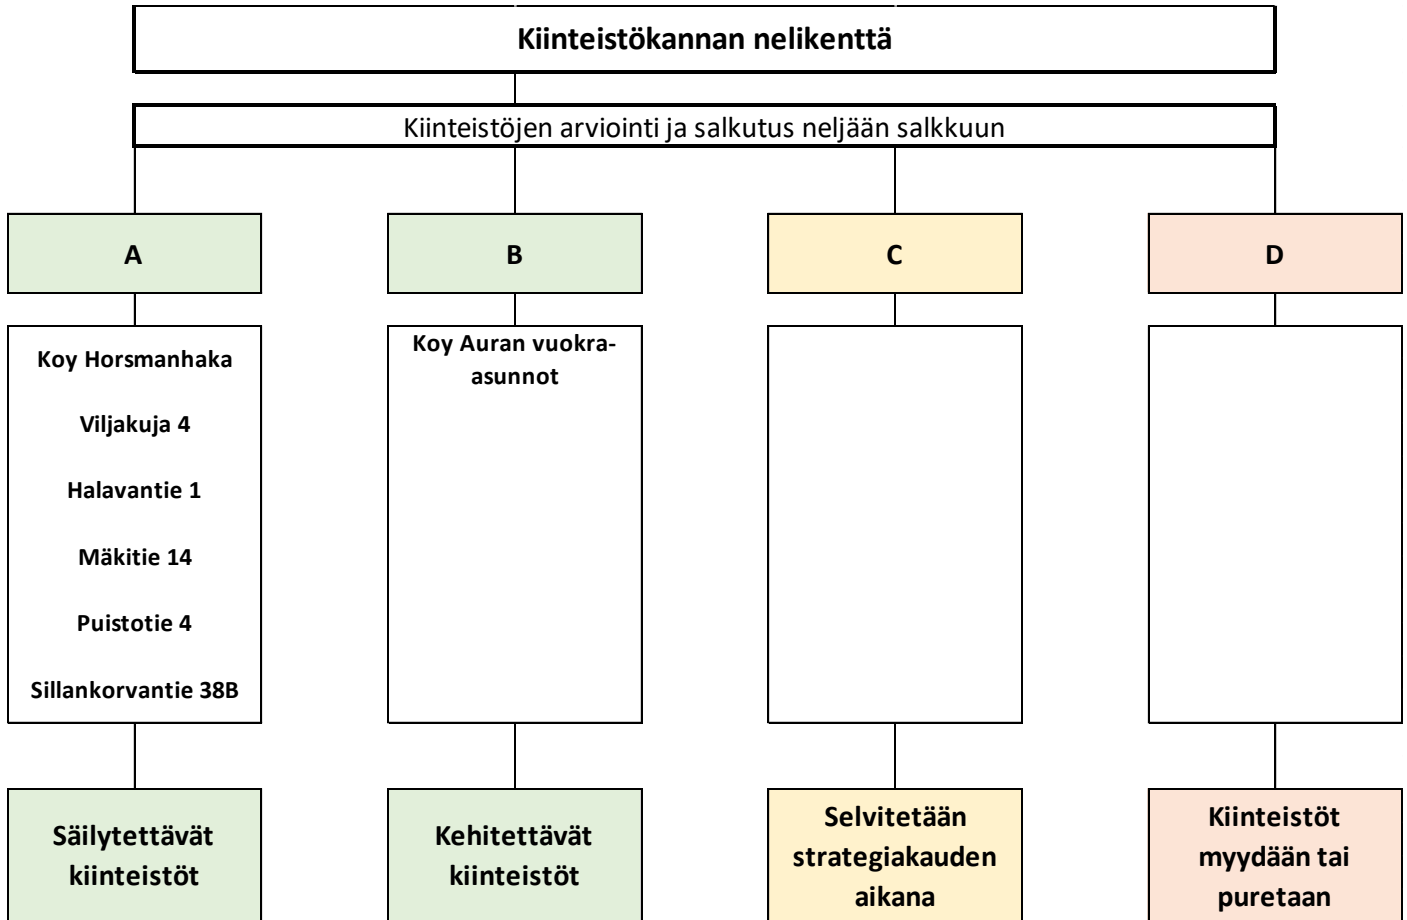 Kiinteistökannan nelikenttä
Kiinteistöjen arviointi ja salkutus neljään salkkuun
A
B
C
D
Koy Horsmanhaka
Viljakuja 4
Halavantie 1
Mäkitie 14
Puistotie 4
Sillankorvantie 38B
Koy Auran vuokra-
asunnot
Säilytettävät
kiinteistöt
Kehitettävät
kiinteistöt
Selvitetään
strategiakauden
aikana
Kiinteistöt
myydään tai
puretaan